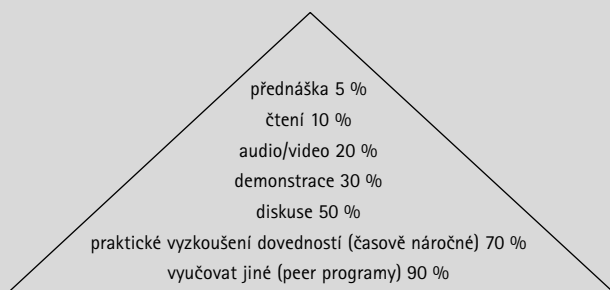 přednáška 5 %
čtení 10 %
audio/video 20 %
demonstrace 30 %
diskuse 50 %
praktické vyzkoušení dovedností (časově náročné) 70 %
vyučovat jiné (peer programy) 90 %